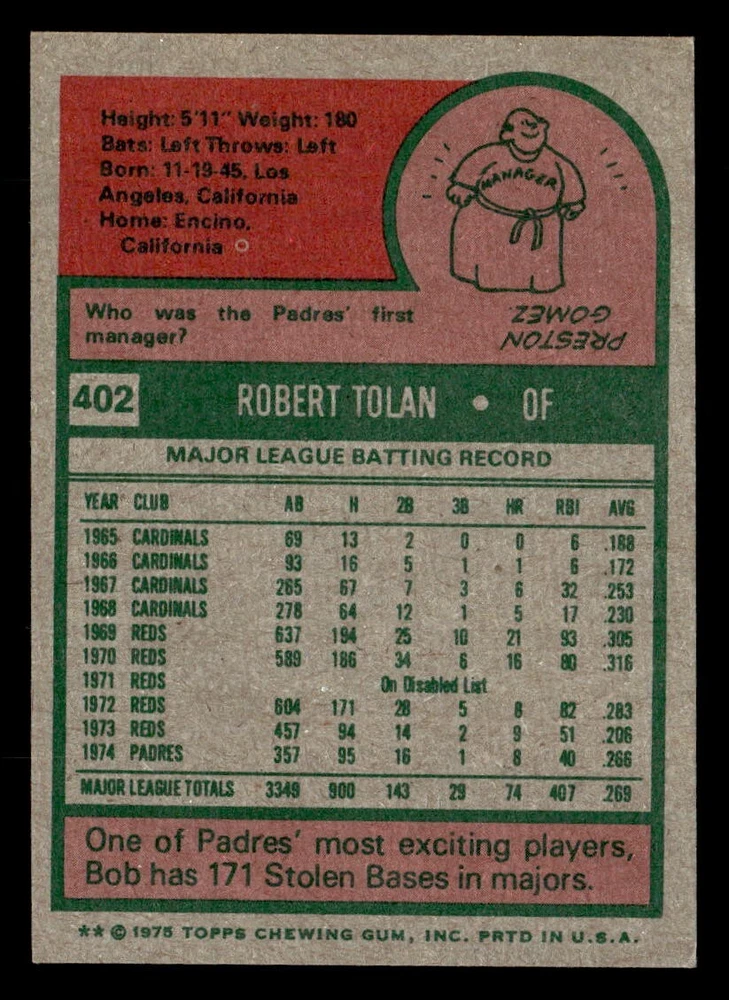 Height: 5'11" Weight: 180
Bats: Left Throws: Left
Born: 11-19-45, Los
Angeles, California
Home: Encino,
California
MANAGER
Who was the Padres' first
manager?
PRESTON
GOMEZ
402 ROBERT TOLAN • OF
MAJOR LEAGUE BATTING RECORD
YEAR CLUB AB H 2B 3B HR RBI AVG
1965 CARDINALS 69 13 2 0 0 6 .188
1966 CARDINALS 93 16 5 1 1 6 .172
1967 CARDINALS 265 67 7 3 6 32 .253
1968 CARDINALS 278 64 12 1 5 17 .230
1969 REDS 637 194 25 10 21 93 .305
1970 REDS 589 186 34 6 16 80 .316
1971 REDS On Disabled List
1972 REDS 604 171 28 5 8 82 .283
1973 REDS 457 94 14 2 9 51 .206
1974 PADRES 357 95 16 1 8 40 .266
MAJOR LEAGUE TOTALS 3349 900 143 29 74 407 .269
One of Padres' most exciting players,
Bob has 171 Stolen Bases in majors.
** © 1975 TOPPS CHEWING GUM, INC. PRTD IN U.S.A.